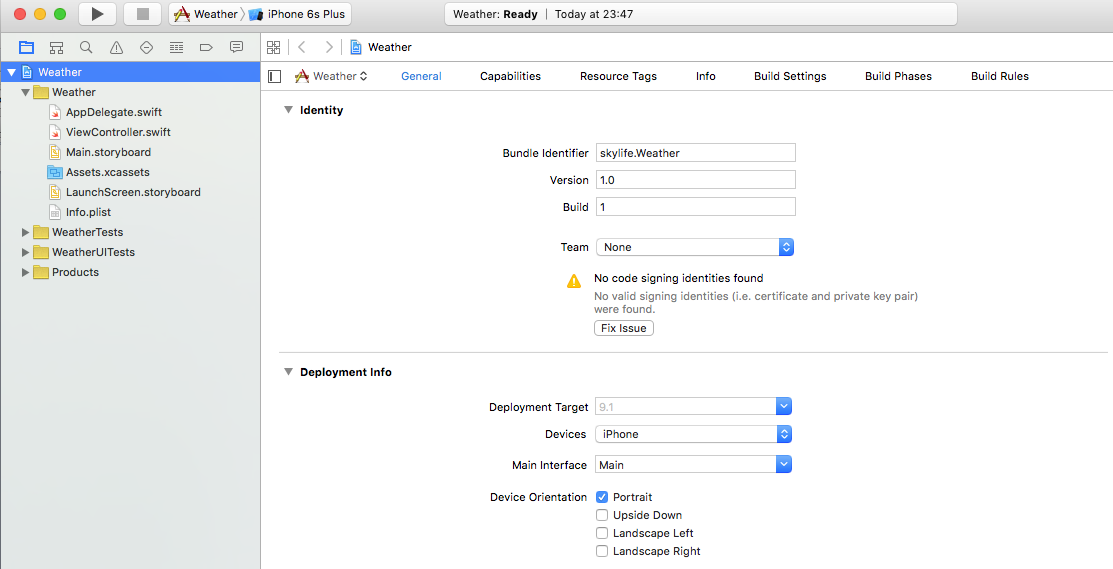 Weather iPhone 6s Plus Weather: Ready | Today at 23:47
Weather
Weather General Capabilities Resource Tags Info Build Settings Build Phases Build Rules
Weather
Weather
AppDelegate.swift
ViewController.swift
Main.storyboard
Assets.xcassets
LaunchScreen.storyboard
Info.plist
WeatherTests
WeatherUITests
Products
Identity
Bundle Identifier skylife.Weather
Version 1.0
Build 1
Team None
No code signing identities found
No valid signing identities (i.e. certificate and private key pair)
were found.
Fix Issue
Deployment Info
Deployment Target 9.1
Devices iPhone
Main Interface Main
Device Orientation Portrait
Upside Down
Landscape Left
Landscape Right